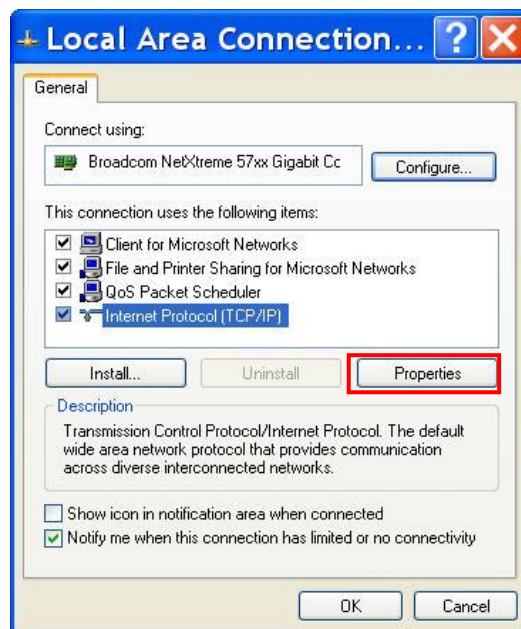 Local Area Connection...
General
Connect using:
Broadcom NetXtreme 57xx Gigabit Cc
Configure...
This connection uses the following items:
Client for Microsoft Networks
File and Printer Sharing for Microsoft Networks
QoS Packet Scheduler
Internet Protocol (TCP/IP)
Install...
Uninstall
Properties
Description
Transmission Control Protocol/Internet Protocol. The default
wide area network protocol that provides communication
across diverse interconnected networks.
Show icon in notification area when connected
Notify me when this connection has limited or no connectivity
OK
Cancel